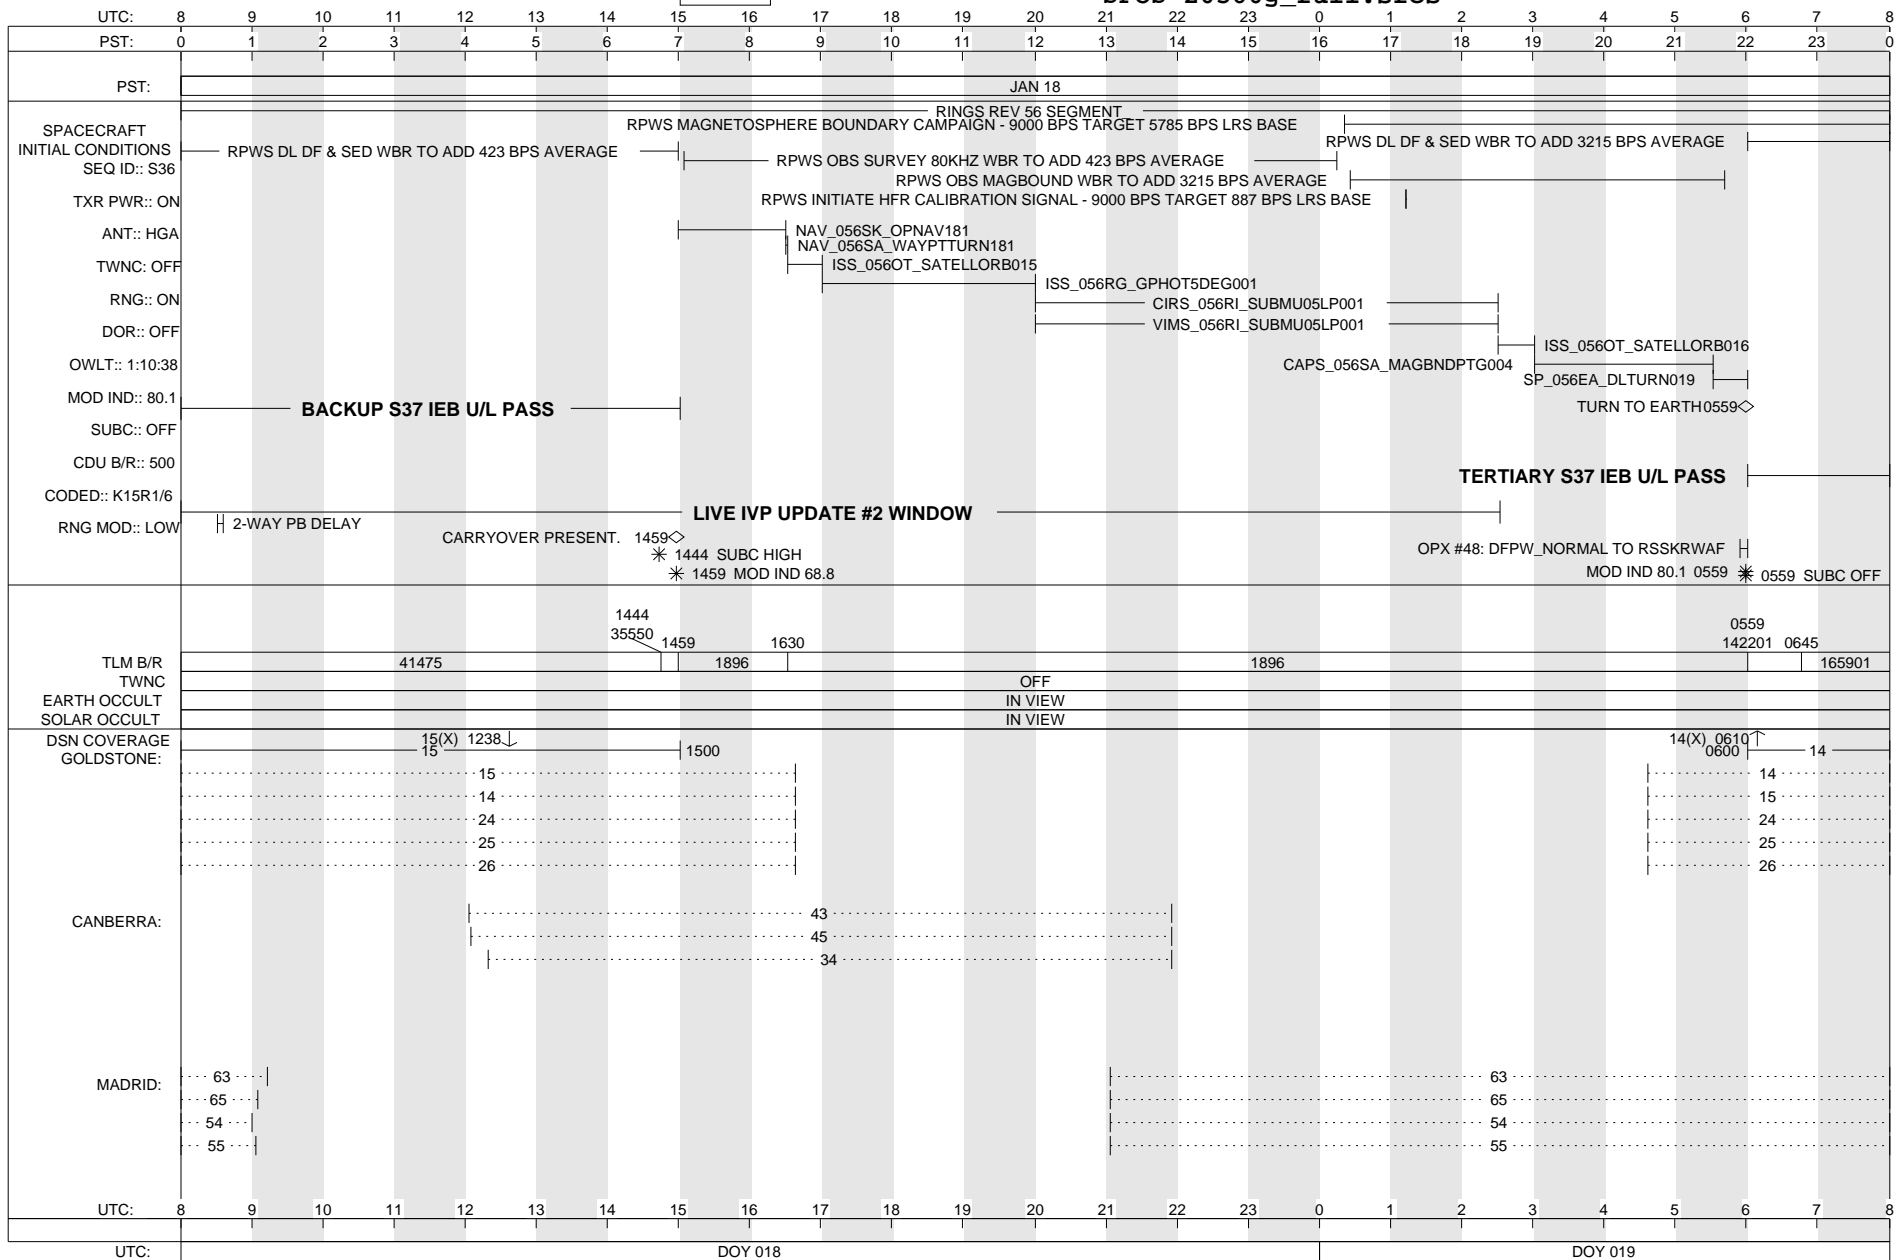 UTC: 8 9 10 11 12 13 14 15 16 17 18 19 20 21 22 23 0 1 2 3 4 5 6 7 8
PST: 0 1 2 3 4 5 6 7 8 9 10 11 12 13 14 15 16 17 18 19 20 21 22 23 0
PST: JAN 18
RINGS REV 56 SEGMENT
RPWS MAGNETOSPHERE BOUNDARY CAMPAIGN - 9000 BPS TARGET 5785 BPS LRS BASE
SPACECRAFT
INITIAL CONDITIONS
RPWS DL DF & SED WBR TO ADD 3215 BPS AVERAGE
RPWS DL DF & SED WBR TO ADD 423 BPS AVERAGE
RPWS OBS SURVEY 80KHZ WBR TO ADD 423 BPS AVERAGE
SEQ ID:: S36
RPWS OBS MAGBOUND WBR TO ADD 3215 BPS AVERAGE
TXR PWR:: ON
RPWS INITIATE HFR CALIBRATION SIGNAL - 9000 BPS TARGET 887 BPS LRS BASE
ANT:: HGA
NAV_056SK_OPNAV181
NAV_056SA_WAYPTTURN181
TWNC: OFF
ISS_056OT_SATELLORB015
ISS_056RG_GPHOT5DEG001
RNG:: ON
CIRS_056RI_SUBMU05LP001
DOR:: OFF
VIMS_056RI_SUBMU05LP001
ISS_056OT_SATELLORB016
OWLT:: 1:10:38
CAPS_056SA_MAGBNDPTG004
SP_056EA_DLTURN019
MOD IND:: 80.1
BACKUP S37 IEB U/L PASS
TURN TO EARTH 0559
SUBC:: OFF
CDU B/R:: 500
TERTIARY S37 IEB U/L PASS
CODED:: K15R1/6
LIVE IVP UPDATE #2 WINDOW
RNG MOD:: LOW
2-WAY PB DELAY
CARRYOVER PRESENT. 1459
1444 SUBC HIGH
OPX #48: DFPW_NORMAL TO RSSKRWAF
1459 MOD IND 68.8
MOD IND 80.1 0559
0559 SUBC OFF
1444
35550
1459
1630
0559
142201
0645
TLM B/R 41475 1896 1896 165901
TWNC OFF
EARTH OCCULT IN VIEW
SOLAR OCCULT IN VIEW
DSN COVERAGE
15(X) 1238
14(X) 0610
GOLDSTONE:
15 1500
0600 14
15 14
14 15
24 24
25 25
26 26
CANBERRA:
43
45
34
MADRID:
63 63
65 65
54 54
55 55
UTC: 8 9 10 11 12 13 14 15 16 17 18 19 20 21 22 23 0 1 2 3 4 5 6 7 8
UTC: DOY 018 DOY 019